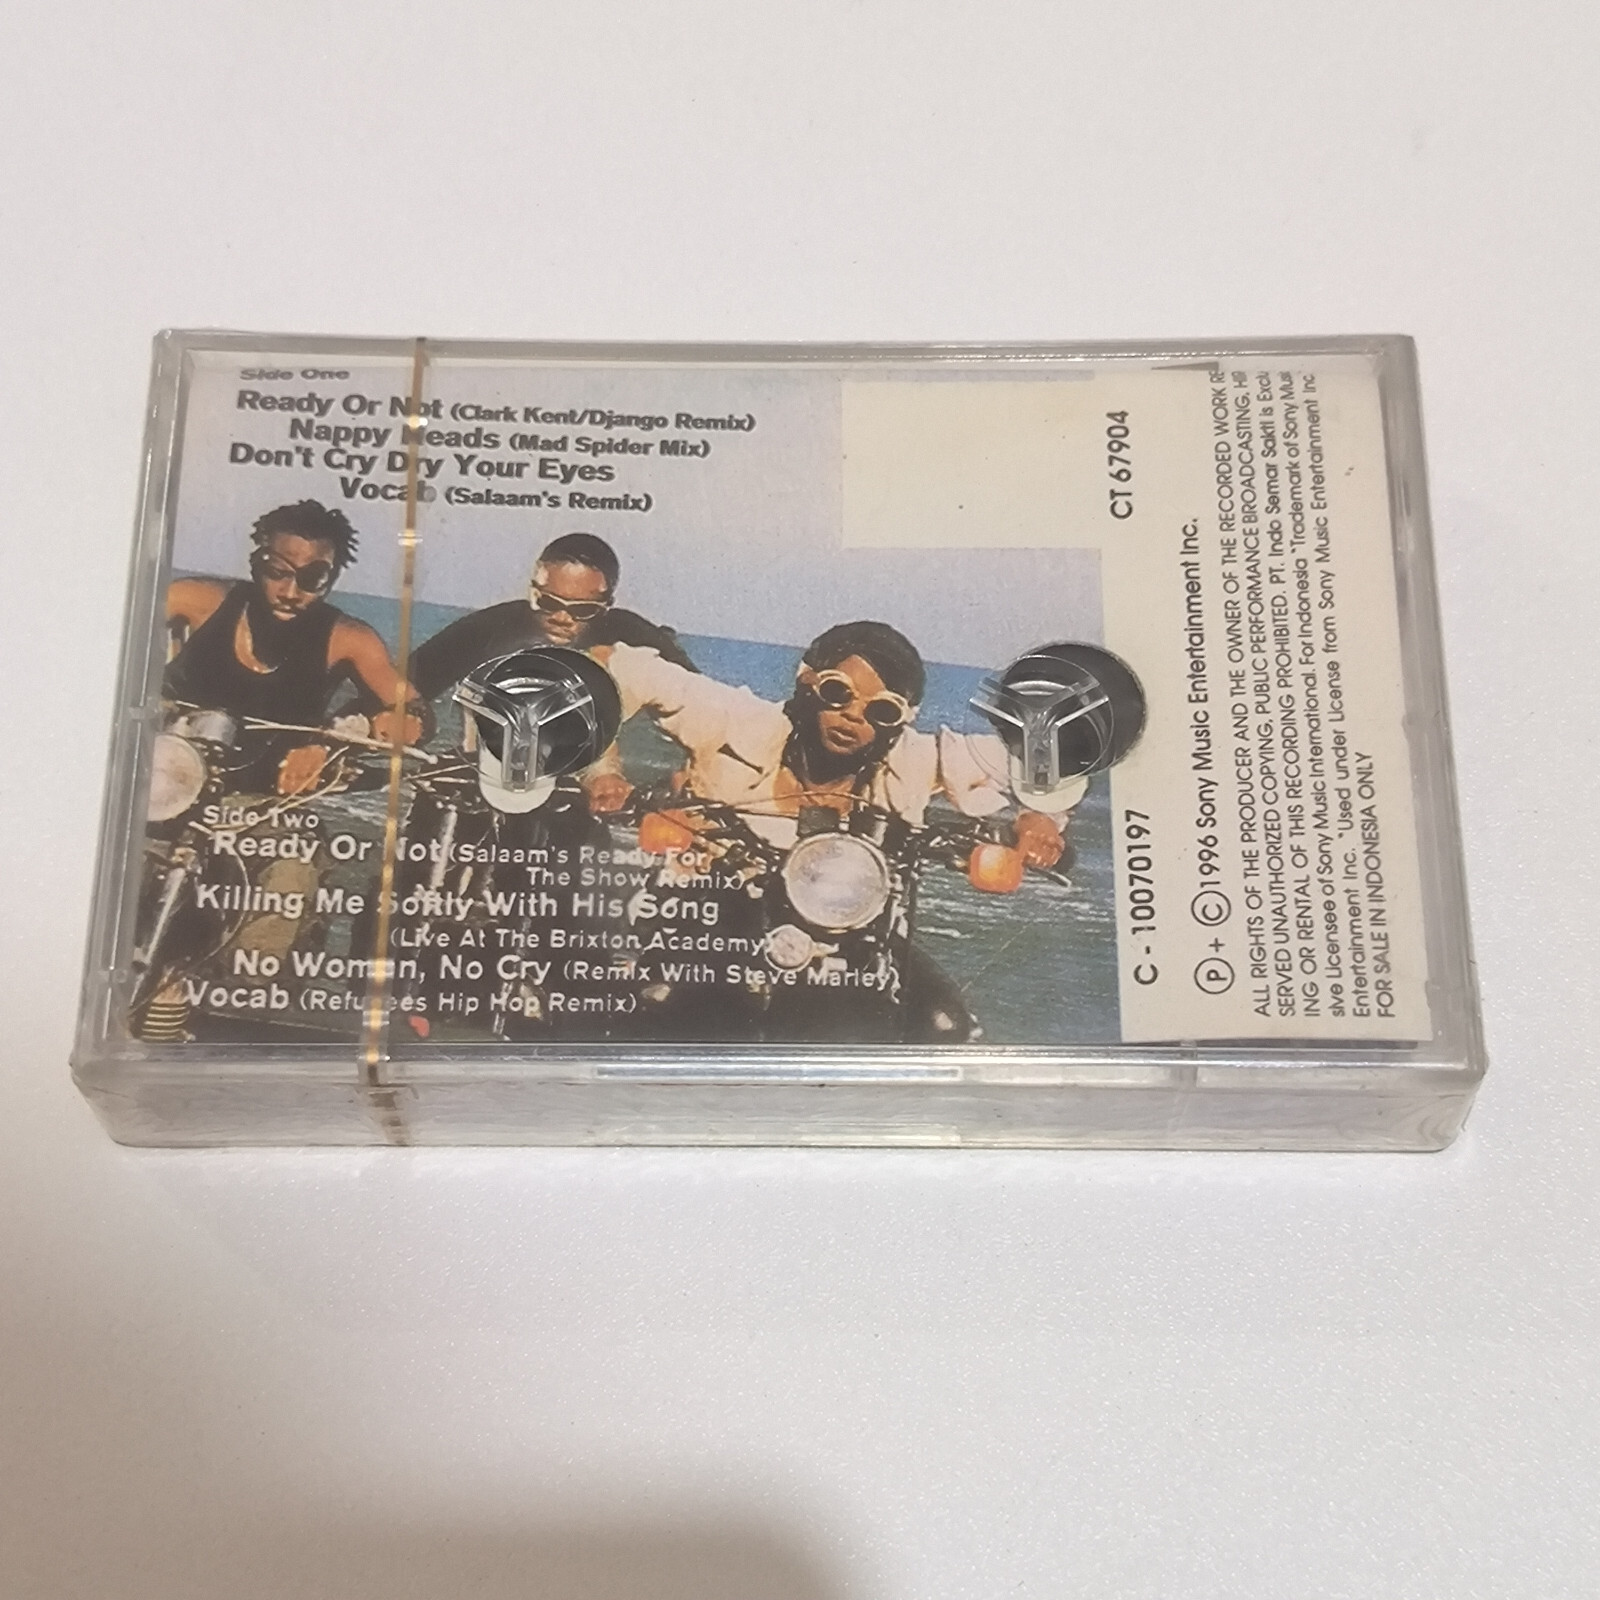 Side One
Ready Or Not (Clark Kent/Django Remix)
Nappy Heads (Mad Spider Mix)
Don't Cry Dry Your Eyes
Vocab (Salaam's Remix)
Side Two
Ready Or Not (Salaam's Ready For
The Show Remix)
Killing Me Softly With His Song
(Live At The Brixton Academy)
No Woman, No Cry (Remix With Steve Marley)
Vocab (Refugees Hip Hop Remix)
C - 10070197
CT 67904
Ⓟ + ©1996 Sony Music Entertainment Inc.
ALL RIGHTS OF THE PRODUCER AND THE OWNER OF THE RECORDED WORK RE
SERVED UNAUTHORIZED COPYING, PUBLIC PERFORMANCE BROADCASTING, HIR
ING OR RENTAL OF THIS RECORDING PROHIBITED. PT. Indo Semar Sakti is Exclu
sive Licensee of Sony Music International. For Indonesia "Trademark of Sony Music
Entertainment Inc. "Used under License from Sony Music Entertainment Inc
FOR SALE IN INDONESIA ONLY